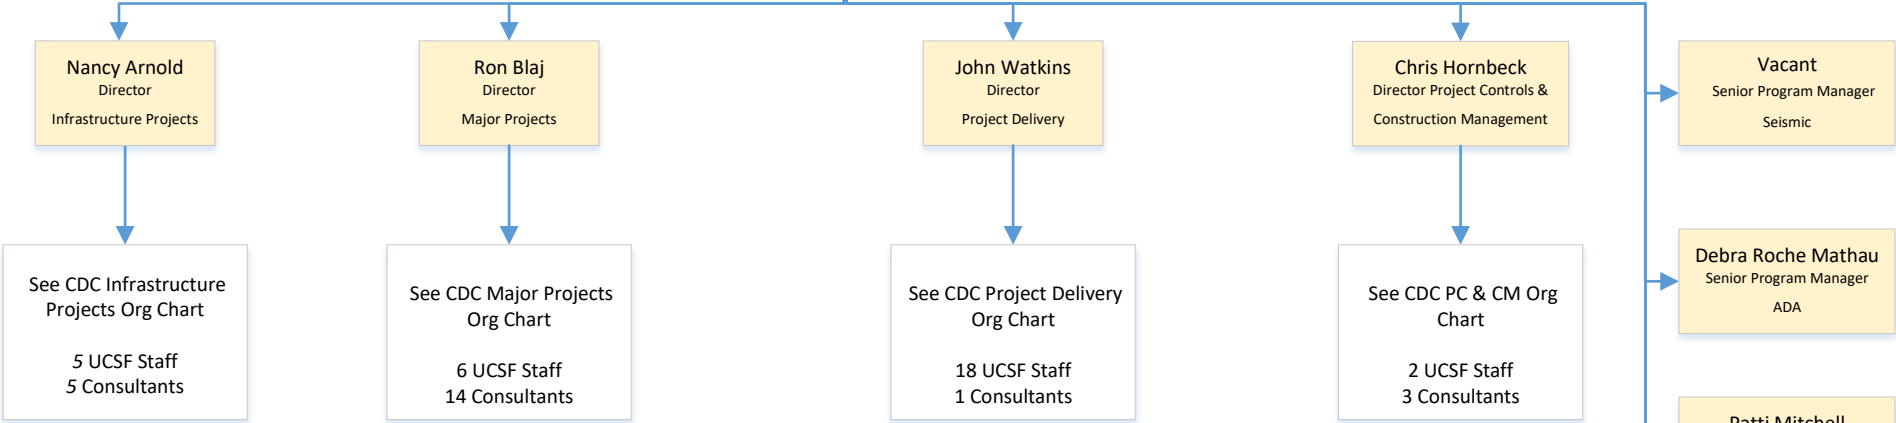 Nancy Arnold
Director
Infrastructure Projects
Ron Blaj
Director
Major Projects
John Watkins
Director
Project Delivery
Chris Hornbeck
Director Project Controls &
Construction Management
Vacant
Senior Program Manager
Seismic
See CDC Infrastructure
Projects Org Chart
5 UCSF Staff
5 Consultants
See CDC Major Projects
Org Chart
6 UCSF Staff
14 Consultants
See CDC Project Delivery
Org Chart
18 UCSF Staff
1 Consultants
See CDC PC & CM Org
Chart
2 UCSF Staff
3 Consultants
Debra Roche Mathau
Senior Program Manager
ADA
Patti Mitchell